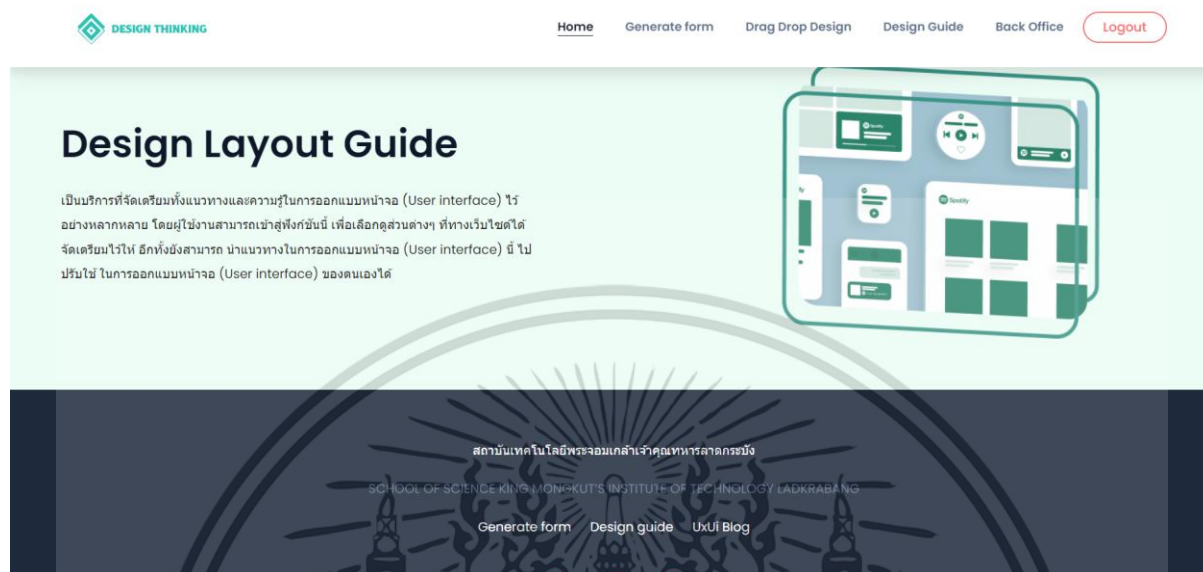 DESIGN THINKING
Home Generate form Drag Drop Design Design Guide Back Office Logout
Design Layout Guide
เป็นบริการที่จัดเตรียมทั้งแนวทางและความรู้ในการออกแบบหน้าจอ (User interface) ไว้
อย่างหลากหลาย โดยผู้ใช้งานสามารถเข้าสู่ฟังก์ชันนี้ เพื่อเลือกดูส่วนต่างๆ ที่ทางเว็บไซต์ได้
จัดเตรียมไว้ให้ อีกทั้งยังสามารถ นำแนวทางในการออกแบบหน้าจอ (User interface) นี้ ไป
ปรับใช้ ในการออกแบบหน้าจอ (User interface) ของตนเองได้
Spotify
Spotify
สถาบันเทคโนโลยีพระจอมเกล้าเจ้าคุณทหารลาดกระบัง
SCHOOL OF SCIENCE KING MONGKUT'S INSTITUTE OF TECHNOLOGY LADKRABANG
Generate form Design guide UxUi Blog